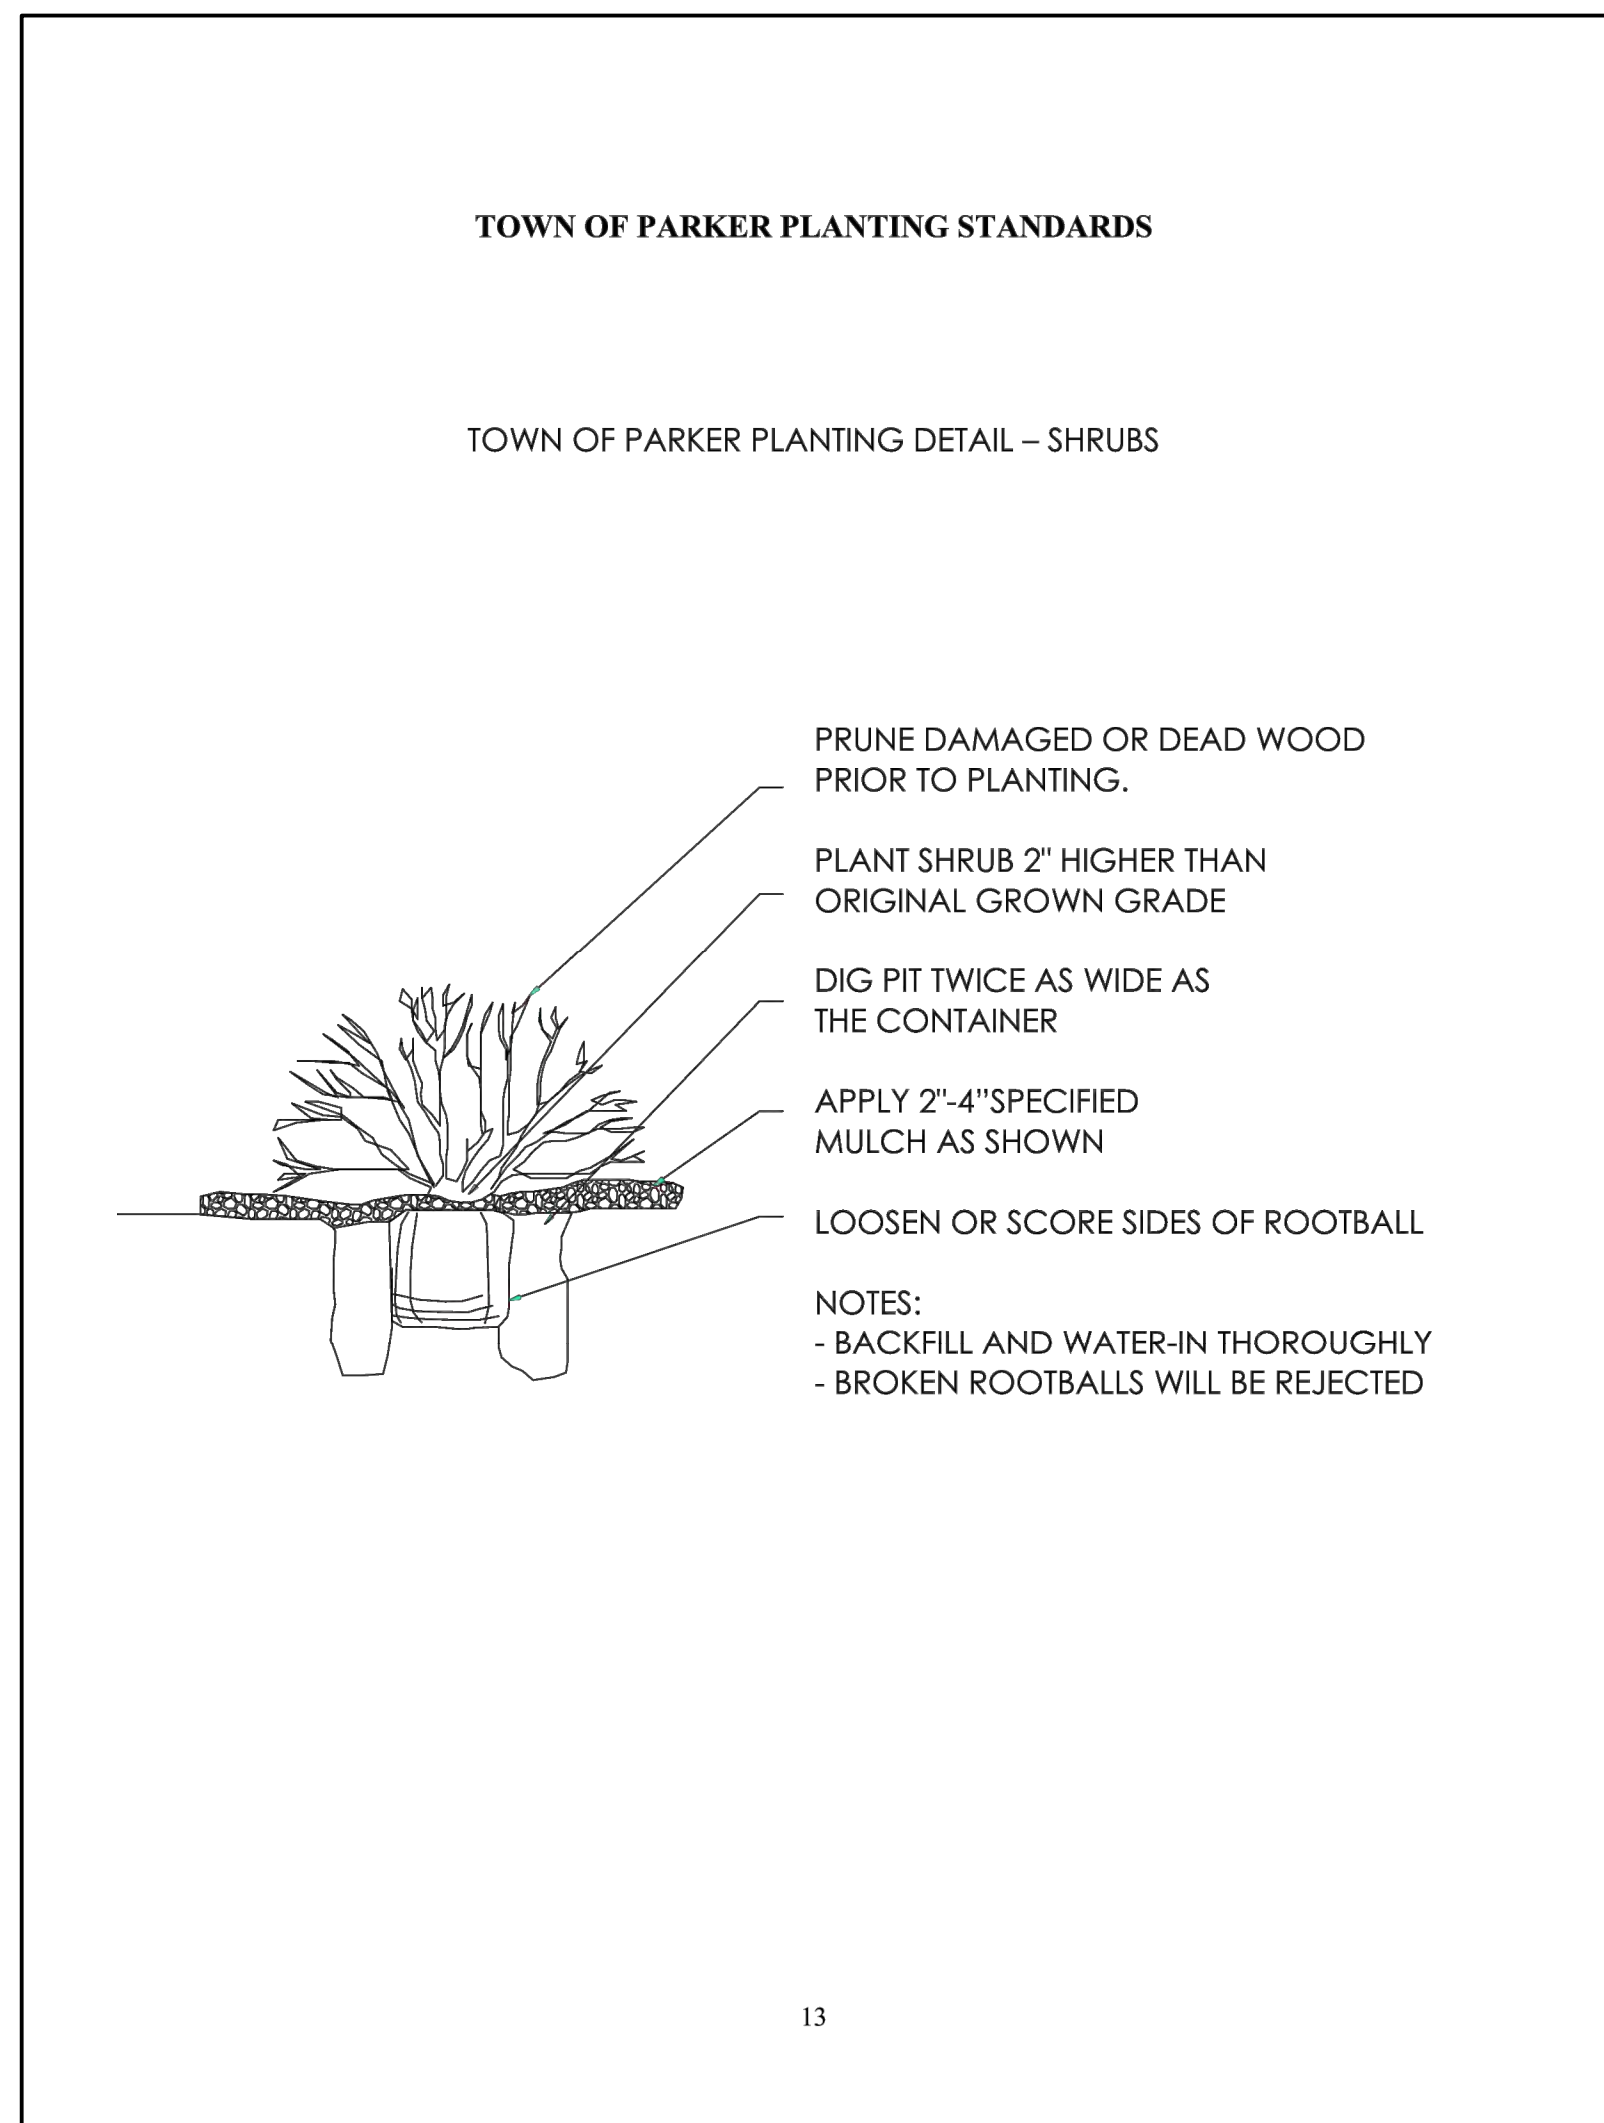 TOWN OF PARKER PLANTING STANDARDS
TOWN OF PARKER PLANTING DETAIL – SHRUBS
PRUNE DAMAGED OR DEAD WOOD
PRIOR TO PLANTING.
PLANT SHRUB 2" HIGHER THAN
ORIGINAL GROWN GRADE
DIG PIT TWICE AS WIDE AS
THE CONTAINER
APPLY 2"-4”SPECIFIED
MULCH AS SHOWN
LOOSEN OR SCORE SIDES OF ROOTBALL
NOTES:
- BACKFILL AND WATER-IN THOROUGHLY
- BROKEN ROOTBALLS WILL BE REJECTED
13